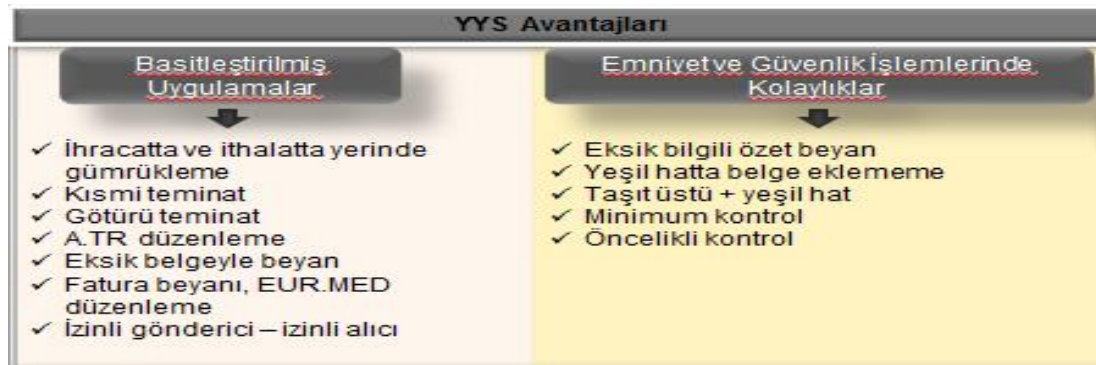 YYS Avantajları
Basitleştirilmiş
Uygulamalar
✓ İhracatta ve ithalatta yerinde
gümrükleme
✓ Kısmi teminat
✓ Götürü teminat
✓ A.TR düzenleme
✓ Eksik belgeyle beyan
✓ Fatura beyanı, EUR.MED
düzenleme
✓ İzinli gönderici – izinli alıcı
Emniyet ve Güvenlik İşlemlerinde
Kolaylıklar
✓ Eksik bilgili özet beyan
✓ Yeşil hatta belge eklememe
✓ Taşıt üstü + yeşil hat
✓ Minimum kontrol
✓ Öncelikli kontrol